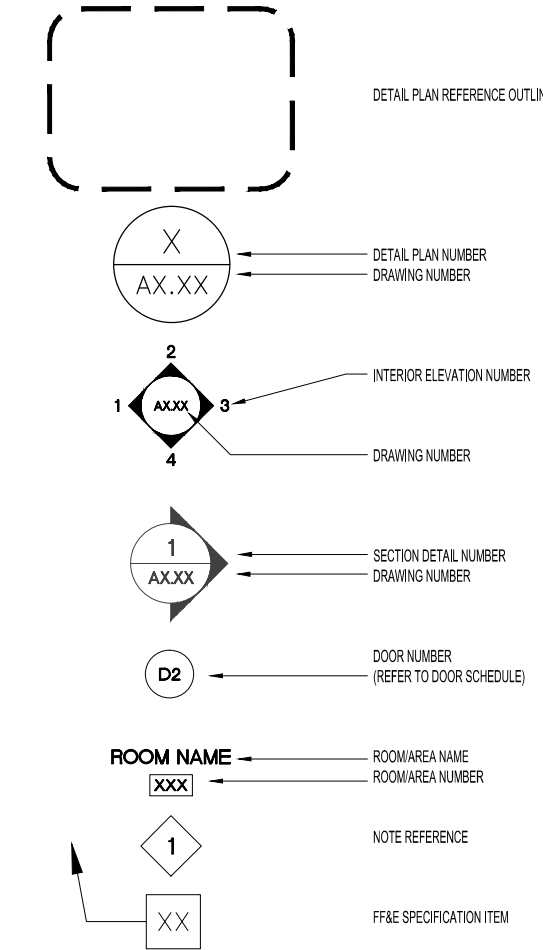 DETAIL PLAN REFERENCE OUTLIN
X
AX.XX
DETAIL PLAN NUMBER
DRAWING NUMBER
2
1
AX.XX
3
4
INTERIOR ELEVATION NUMBER
DRAWING NUMBER
1
AX.XX
SECTION DETAIL NUMBER
DRAWING NUMBER
D2
DOOR NUMBER
(REFER TO DOOR SCHEDULE)
ROOM NAME
ROOM/AREA NAME
XXX
ROOM/AREA NUMBER
1
NOTE REFERENCE
XX
FF&E SPECIFICATION ITEM